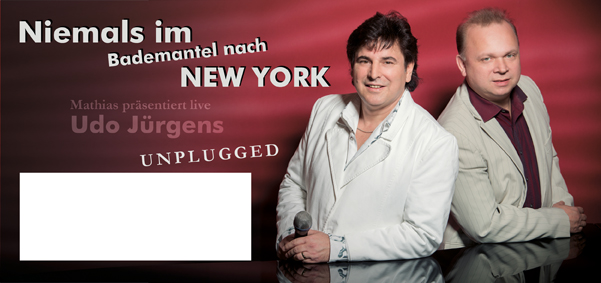 Niemals im
Bademantel nach
NEW YORK
Mathias präsentiert live
Udo Jürgens
UNPLUGGED